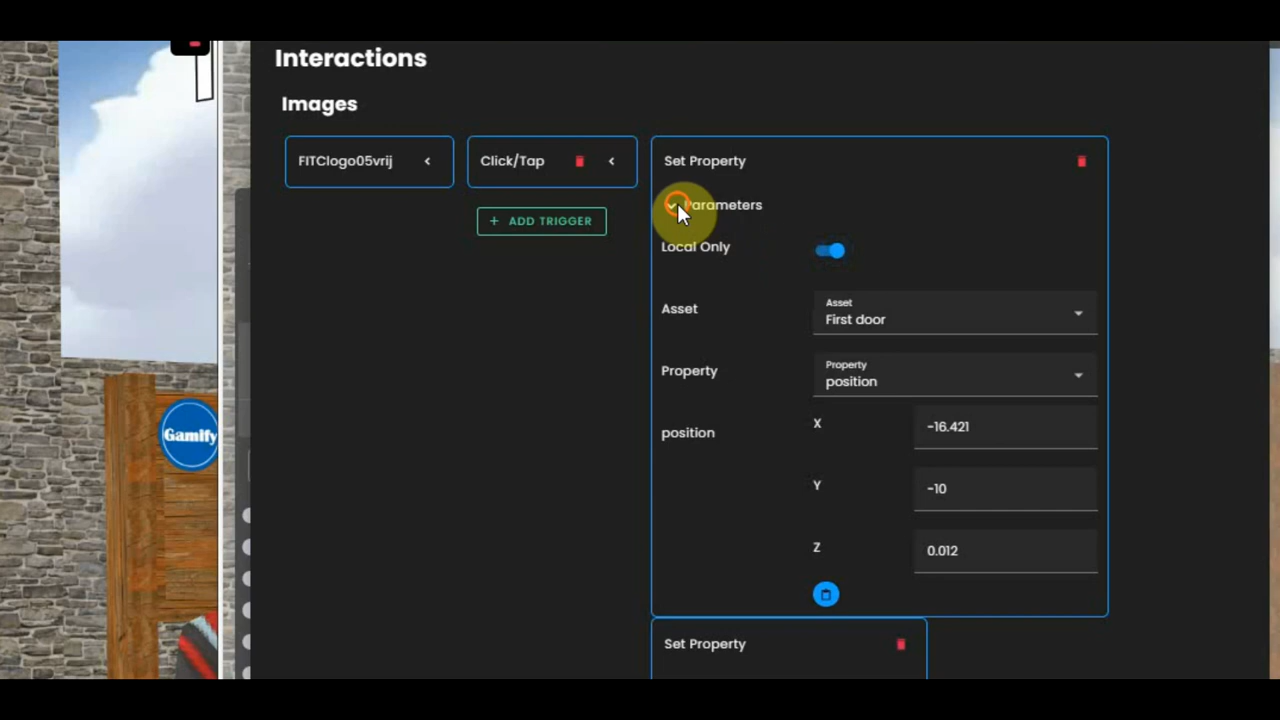 Interactions
Images
FITClogo05vrij
Click/Tap
Set Property
ADD TRIGGER
Parameters
Local Only
Asset
Asset
First door
Property
Property
position
position
X
-16.421
Y
-10
Z
0.012
Set Property
Gamify